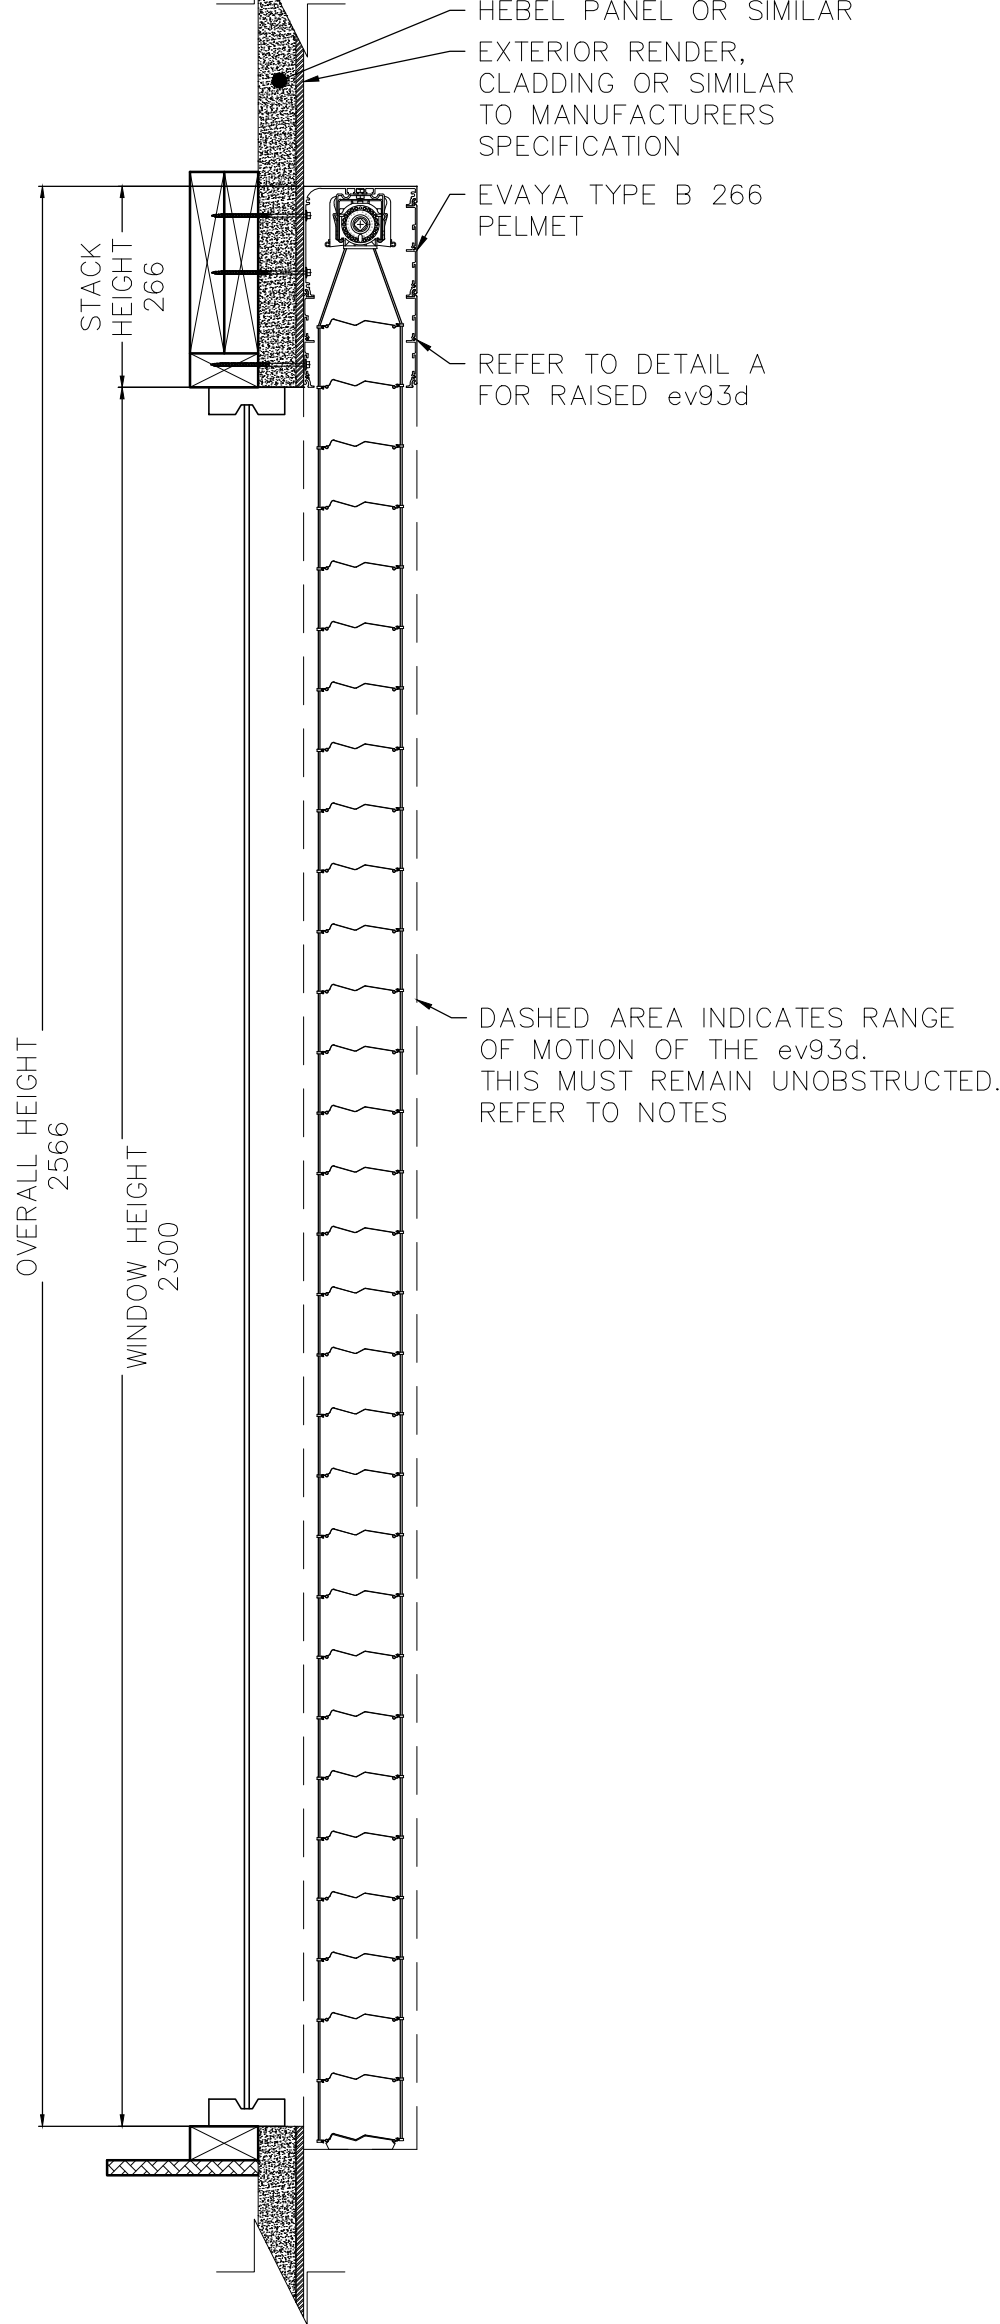 HEBEL PANEL OR SIMILAR
EXTERIOR RENDER,
CLADDING OR SIMILAR
TO MANUFACTURERS
SPECIFICATION
EVAYA TYPE B 266
PELMET
STACK
HEIGHT
266
REFER TO DETAIL A
FOR RAISED ev93d
DASHED AREA INDICATES RANGE
OF MOTION OF THE ev93d.
THIS MUST REMAIN UNOBSTRUCTED.
REFER TO NOTES
OVERALL HEIGHT
2566
WINDOW HEIGHT
2300